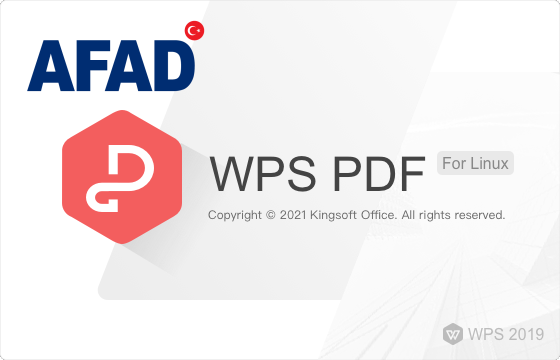 AFAD
WPS PDF For Linux
Copyright © 2021 Kingsoft Office. All rights reserved.
WPS 2019